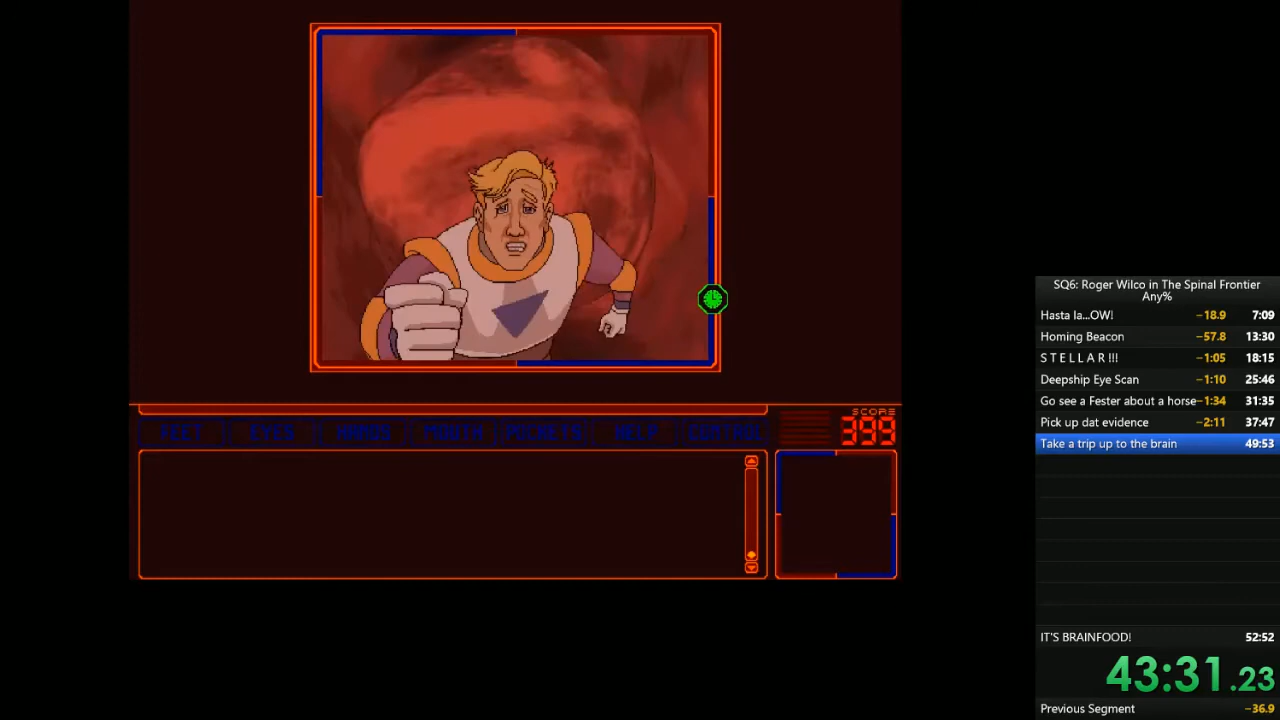 SCORE
399
FEET EYES HANDS MOUTH POCKETS HELP CONTROL
SQ6: Roger Wilco in The Spinal Frontier
Any%
Hasta la...OW! −18.9 7:09
Homing Beacon −57.8 13:30
S T E L L A R !!! −1:05 18:15
Deepship Eye Scan −1:10 25:46
Go see a Fester about a horse −1:34 31:35
Pick up dat evidence −2:11 37:47
Take a trip up to the brain 49:53
IT'S BRAINFOOD! 52:52
43:31.23
Previous Segment −36.9